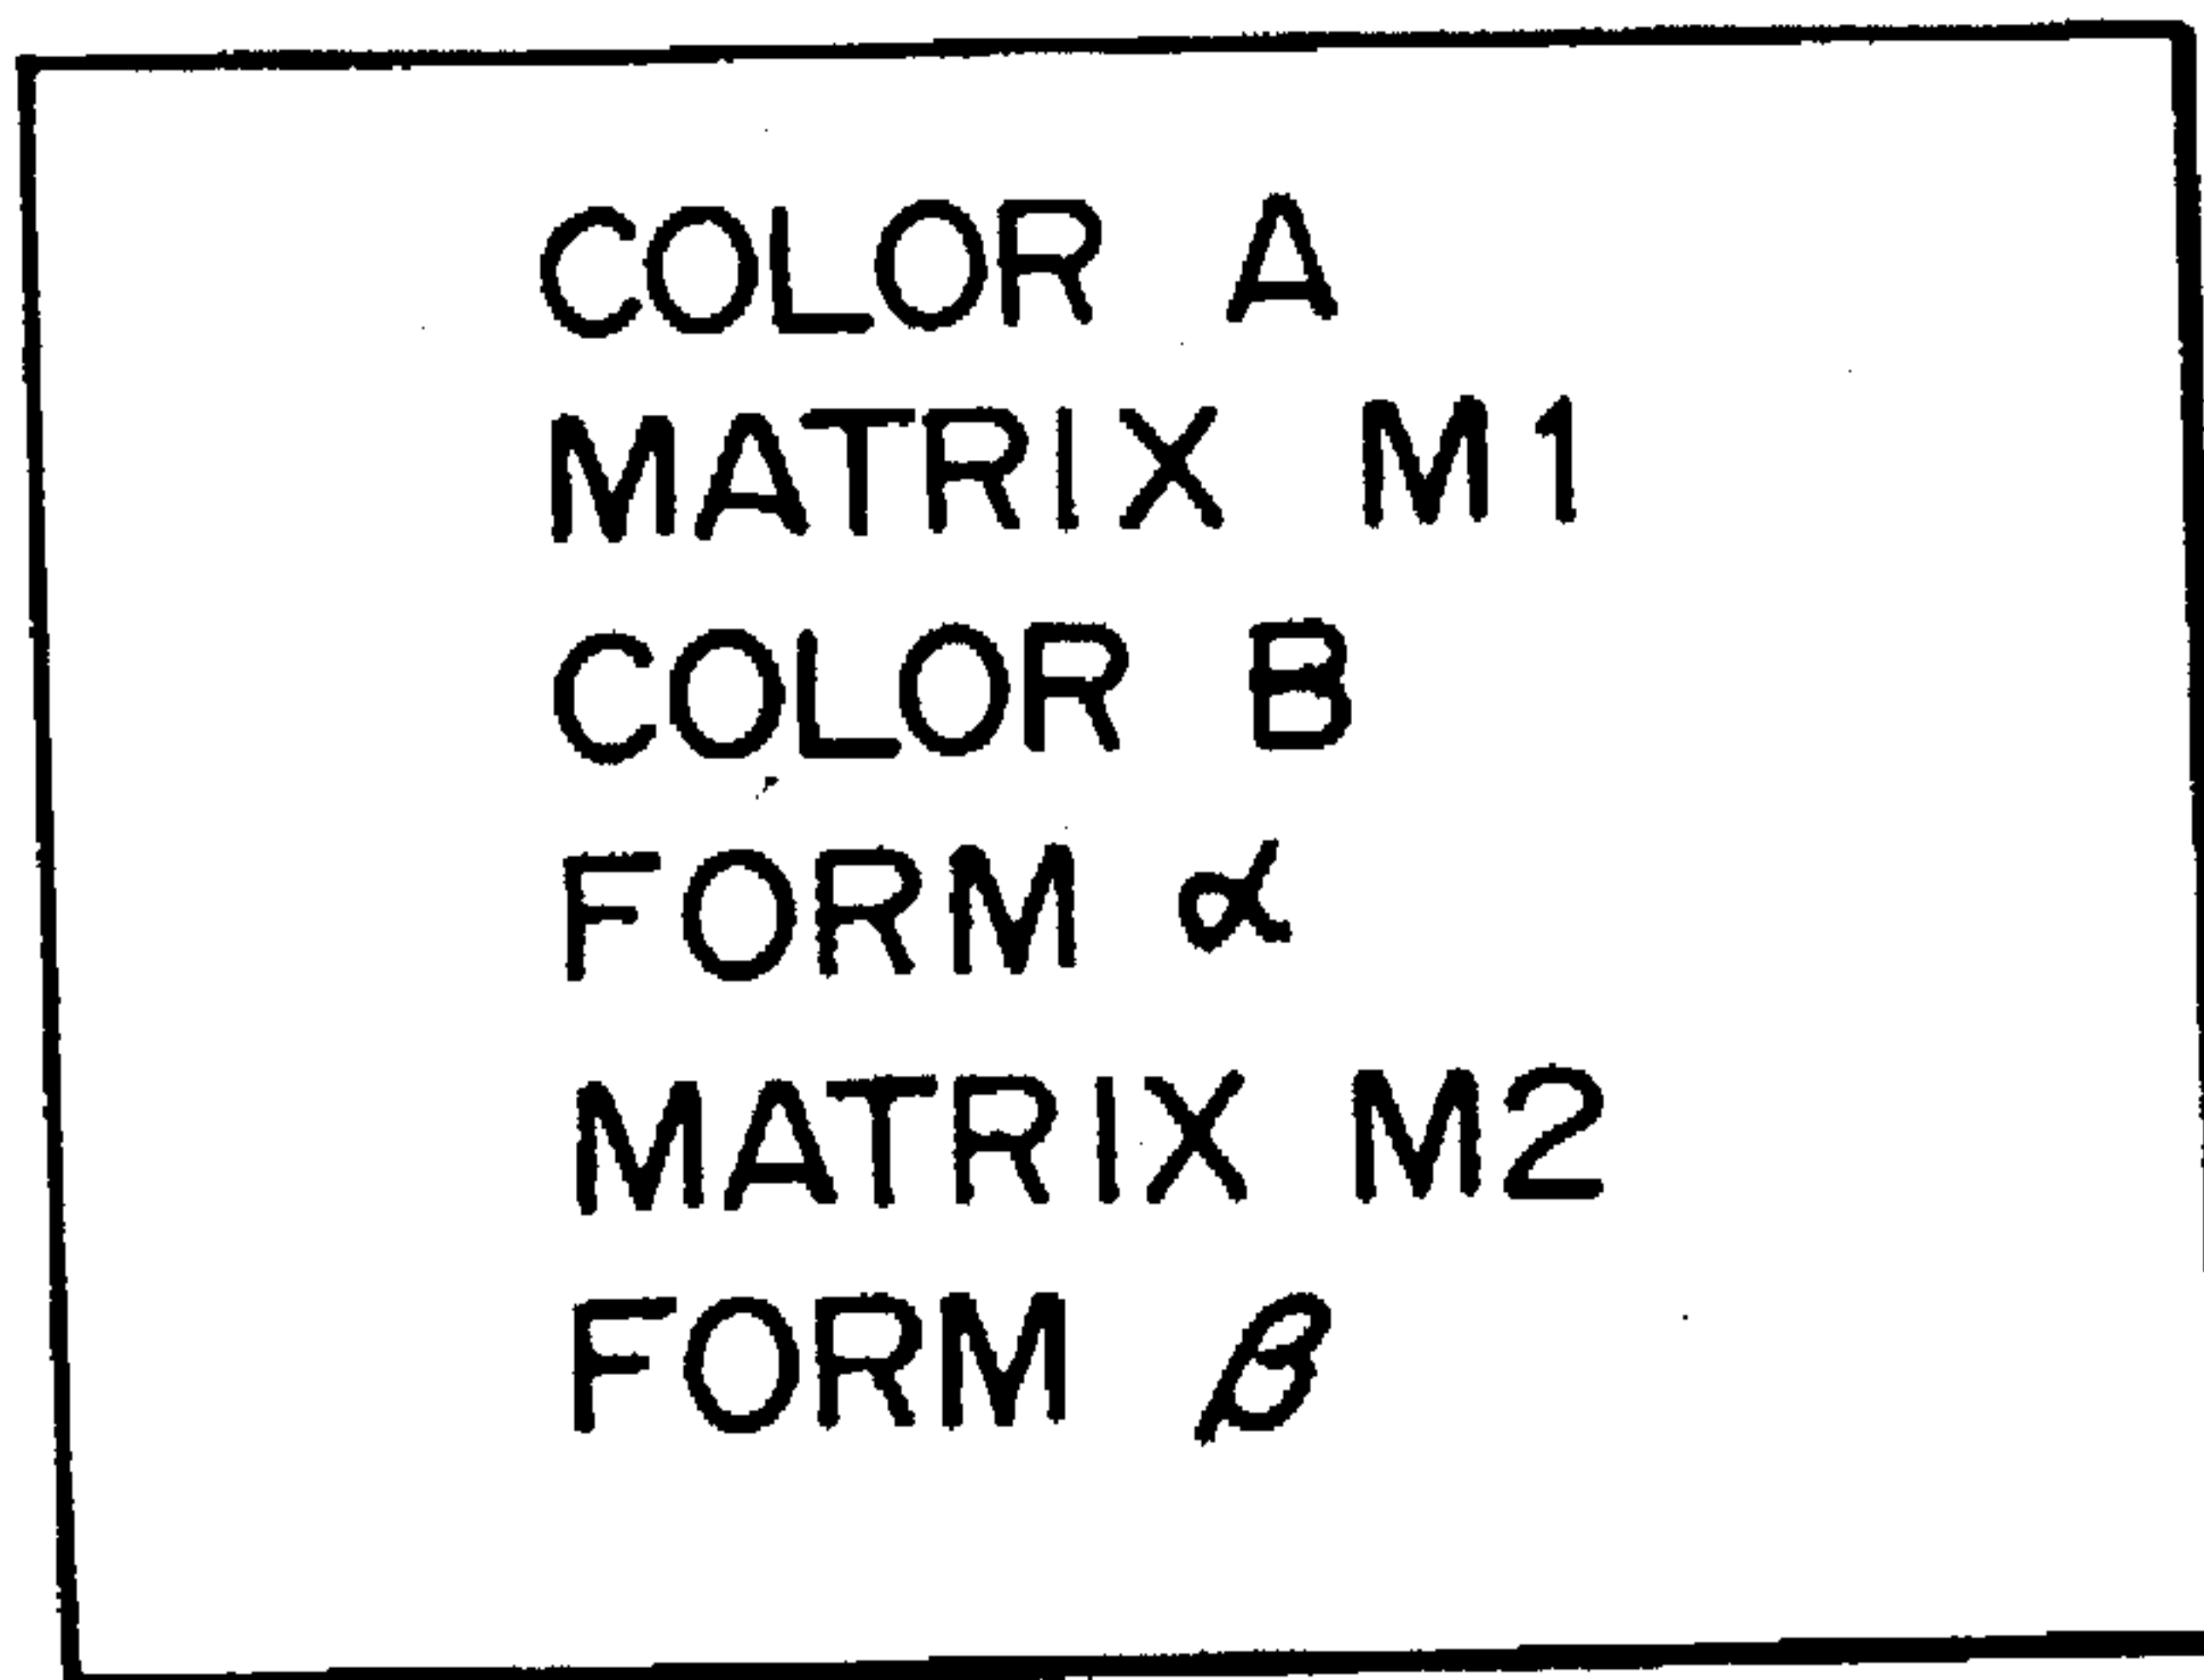 COLOR A
MATRIX M1
COLOR B
FORM α
MATRIX M2
FORM β